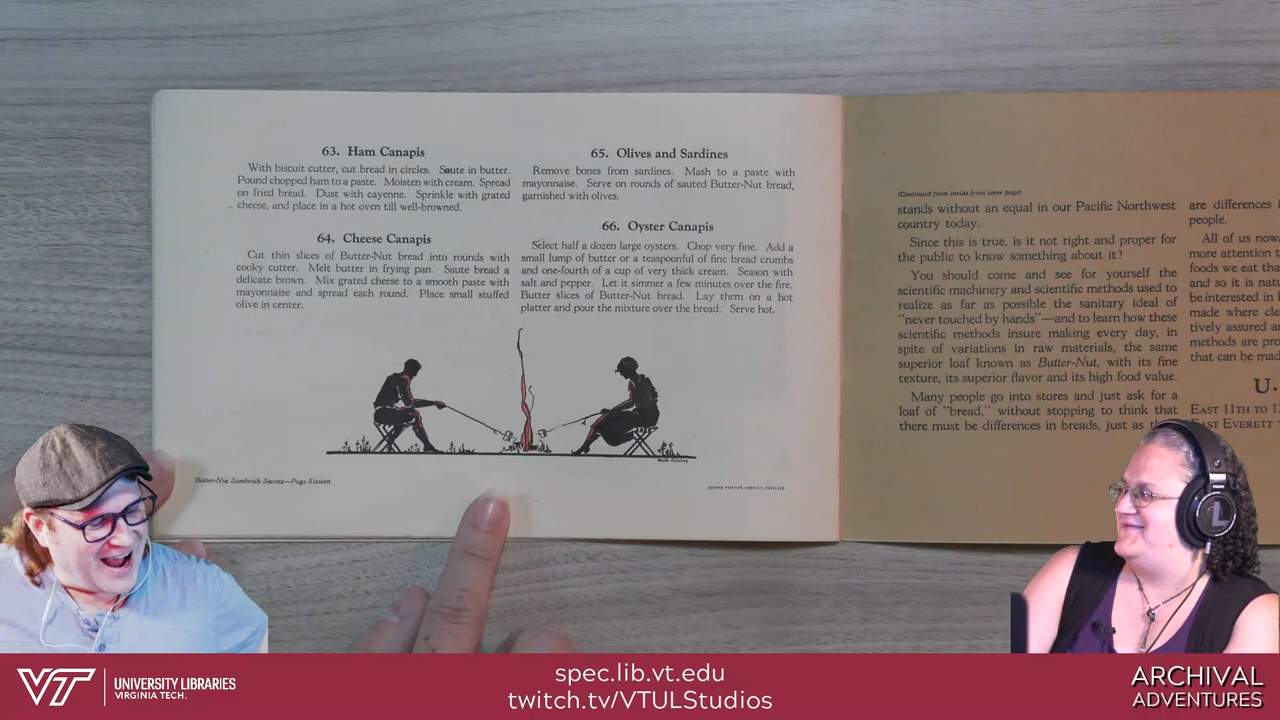 63. Ham Canapis
With biscuit cutter, cut bread in circles. Saute in butter.
Pound chopped ham to a paste. Moisten with cream. Spread
on fried bread. Dust with cayenne. Sprinkle with grated
cheese, and place in a hot oven till well-browned.
64. Cheese Canapis
Cut thin slices of Butter-Nut bread into rounds with
cooky cutter. Melt butter in frying pan. Saute bread a
delicate brown. Mix grated cheese to a smooth paste with
mayonnaise and spread each round. Place small stuffed
olive in center.
65. Olives and Sardines
Remove bones from sardines. Mash to a paste with
mayonnaise. Serve on rounds of sauted Butter-Nut bread,
garnished with olives.
66. Oyster Canapis
Select half a dozen large oysters. Chop very fine. Add a
small lump of butter or a teaspoonful of fine bread crumbs
and one-fourth of a cup of very thick cream. Season with
salt and pepper. Let it simmer a few minutes over the fire.
Butter slices of Butter-Nut bread. Lay them on a hot
platter and pour the mixture over the bread. Serve hot.
Butter-Nut Sandwich Secrets—Page Sixteen
(Continued from inside front cover page)
stands without an equal in our Pacific Northwest
country today.
Since this is true, is it not right and proper for
the public to know something about it?
You should come and see for yourself the
scientific machinery and scientific methods used to
realize as far as possible the sanitary ideal of
"never touched by hands"—and to learn how these
scientific methods insure making every day, in
spite of variations in raw materials, the same
superior loaf known as Butter-Nut, with its fine
texture, its superior flavor and its high food value.
Many people go into stores and just ask for a
loaf of "bread," without stopping to think that
there must be differences in breads, just as
are differences i
people.
All of us now
more attention t
foods we eat tha
and so it is natu
be interested in
made where cle
tively assured a
methods are pro
that can be mad
U.
EAST 11TH TO 1
EAST EVERETT
VT UNIVERSITY LIBRARIES
VIRGINIA TECH.
spec.lib.vt.edu
twitch.tv/VTULStudios
ARCHIVAL
ADVENTURES